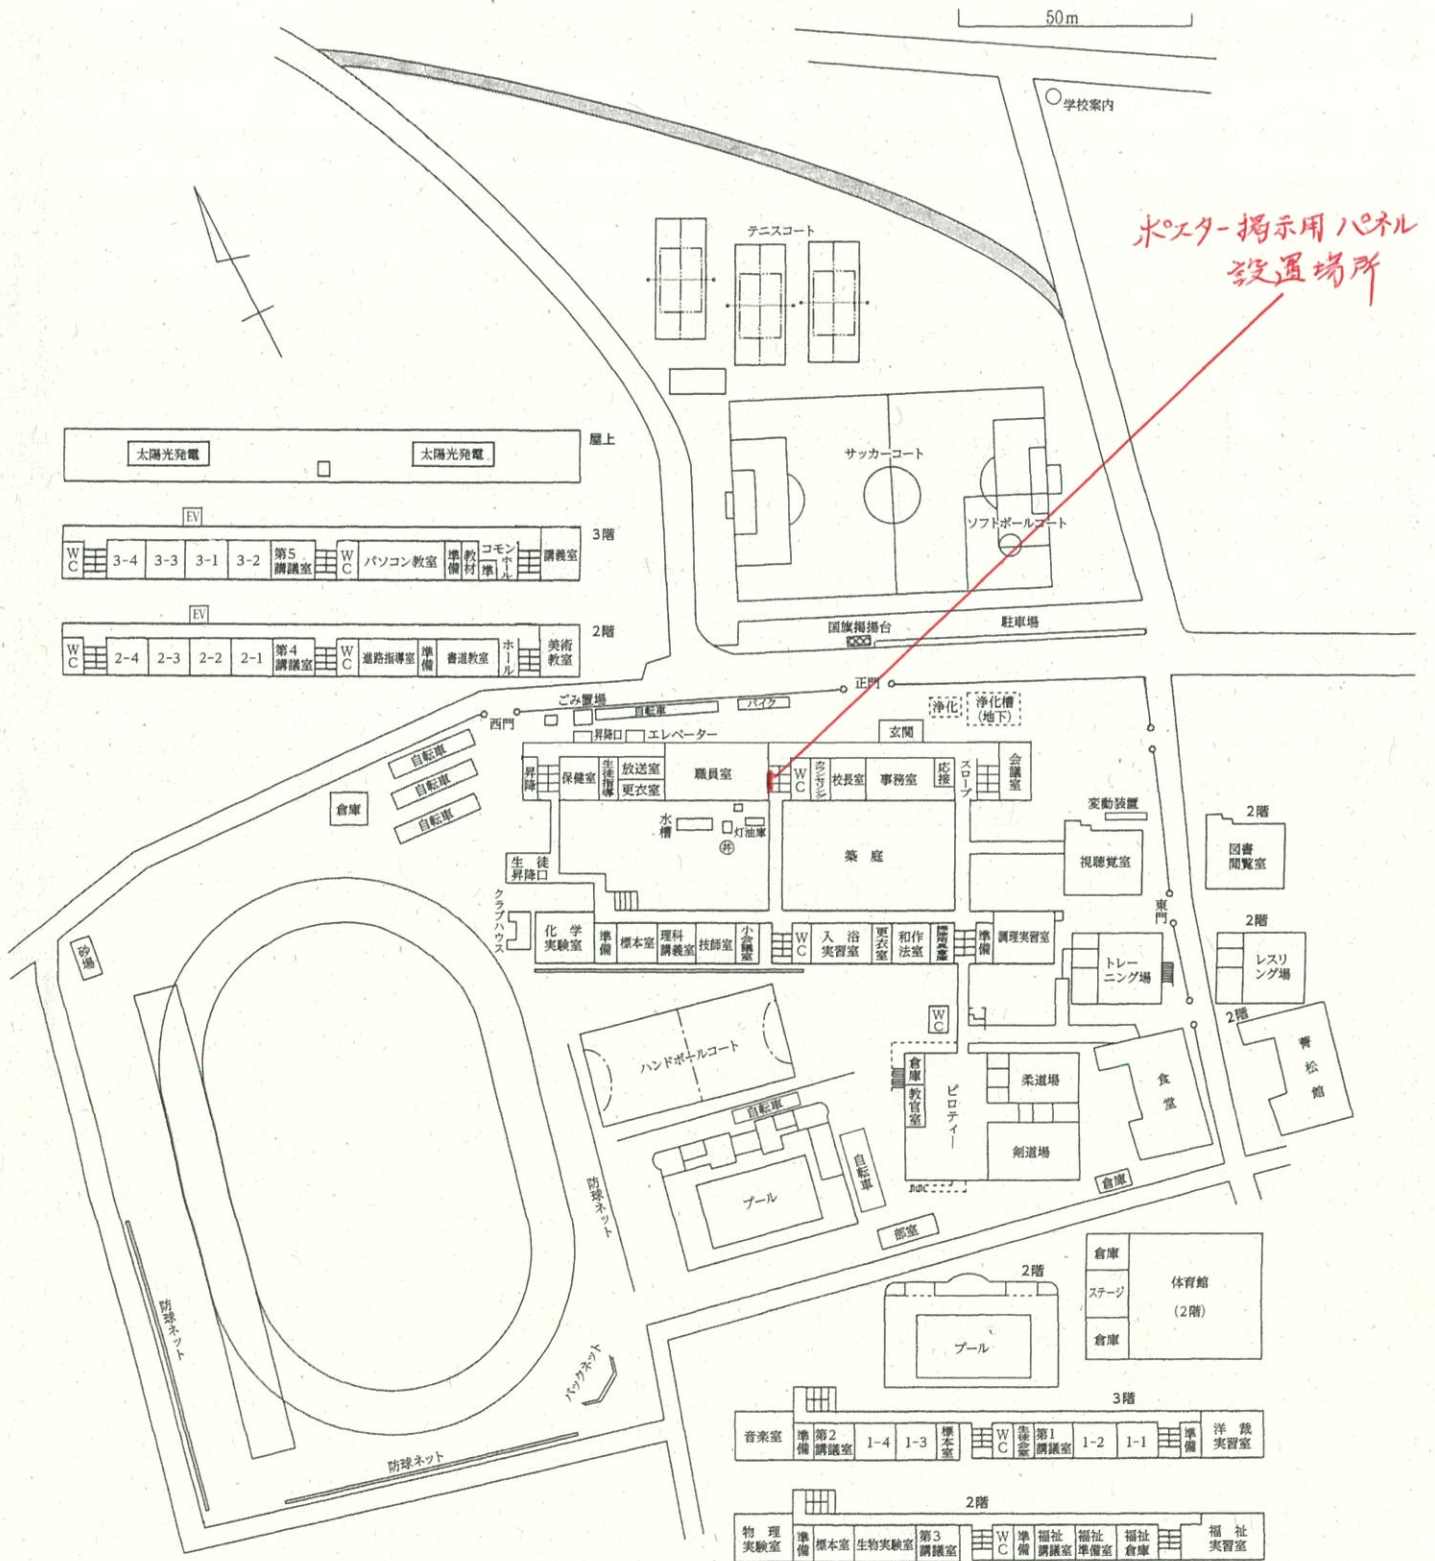 50m
学校案内
ポスター掲示用パネル
設置場所
テニスコート
サッカーコート
ソフトボールコート
屋上
太陽光発電
太陽光発電
EV
3階
WC
3-4
3-3
3-1
3-2
第5
講議室
WC
パソコン教室
準備
教材
コモン
ホール
準
講義室
EV
2階
WC
2-4
2-3
2-2
2-1
第4
講議室
WC
進路指導室
準備
書道教室
ホール
美術
教室
国旗掲揚台
駐車場
正門
ごみ置場
自転車
バイク
西門
昇降口
エレベーター
玄関
浄化
浄化槽
(地下)
自転車
自転車
自転車
倉庫
昇降
保健室
生徒指導
放送室
更衣室
職員室
WC
カウンセリング
校長室
事務室
応接
スロープ
会議室
水槽
灯油庫
井
築庭
変動装置
視聴覚室
2階
図書
閲覧室
生徒
昇降口
クラブハウス
東門
化学
実験室
準備
標本室
理科
講義室
技師室
小会議室
WC
入浴
実習室
更衣室
和作
法室
準備
調理実習室
トレー
ニング場
2階
レスリ
ング場
砂場
WC
ハンドボールコート
倉庫
教官室
ピロティー
柔道場
剣道場
食堂
2階
青松館
自転車
プール
自転車
防球ネット
部室
倉庫
防球ネット
2階
プール
倉庫
ステージ
倉庫
体育館
(2階)
バックネット
防球ネット
3階
音楽室
準備
第2
講議室
1-4
1-3
標本室
WC
生徒会室
第1
講議室
1-2
1-1
準備
洋裁
実習室
2階
物理
実験室
準備
標本室
生物実験室
第3
講議室
WC
準備
福祉
講議室
福祉
準備室
福祉
倉庫
福祉
実習室